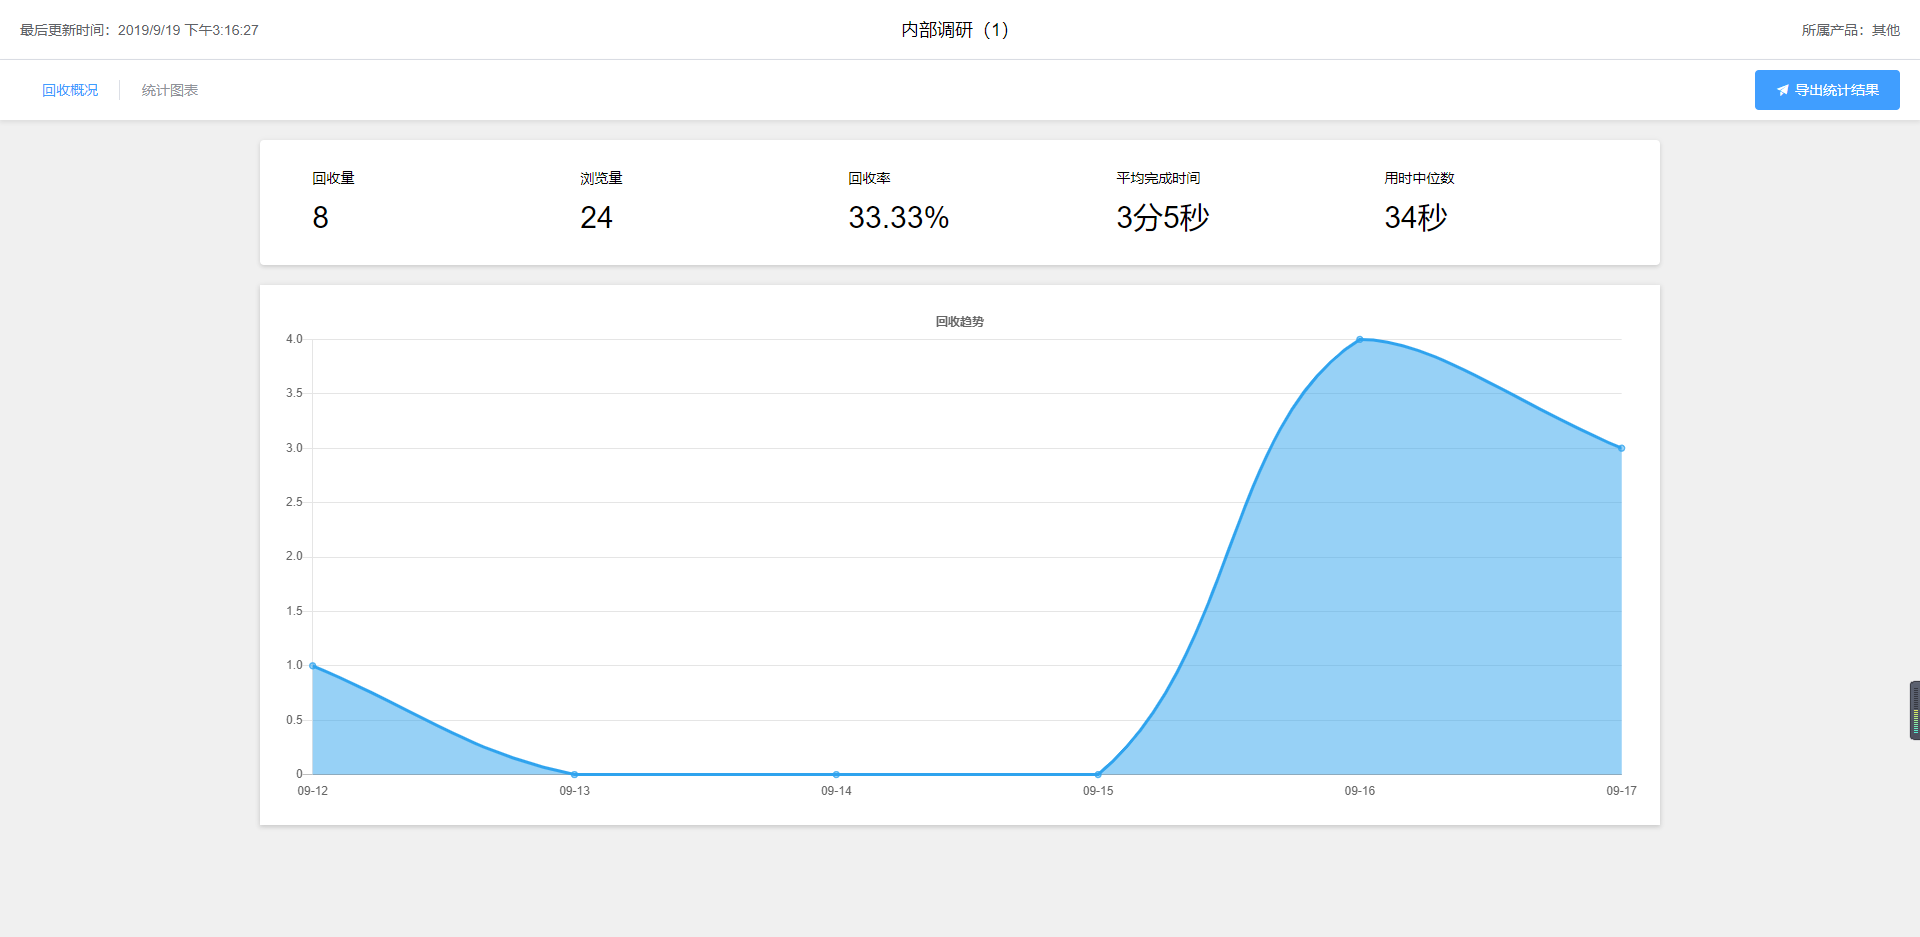 最后更新时间：2019/9/19 下午3:16:27
内部调研（1）
所属产品：其他
回收概况
统计图表
导出统计结果
回收量
浏览量
回收率
平均完成时间
用时中位数
8
24
33.33%
3分5秒
34秒
回收趋势
4.0
3.5
3.0
2.5
2.0
1.5
1.0
0.5
0
09-12
09-13
09-14
09-15
09-16
09-17